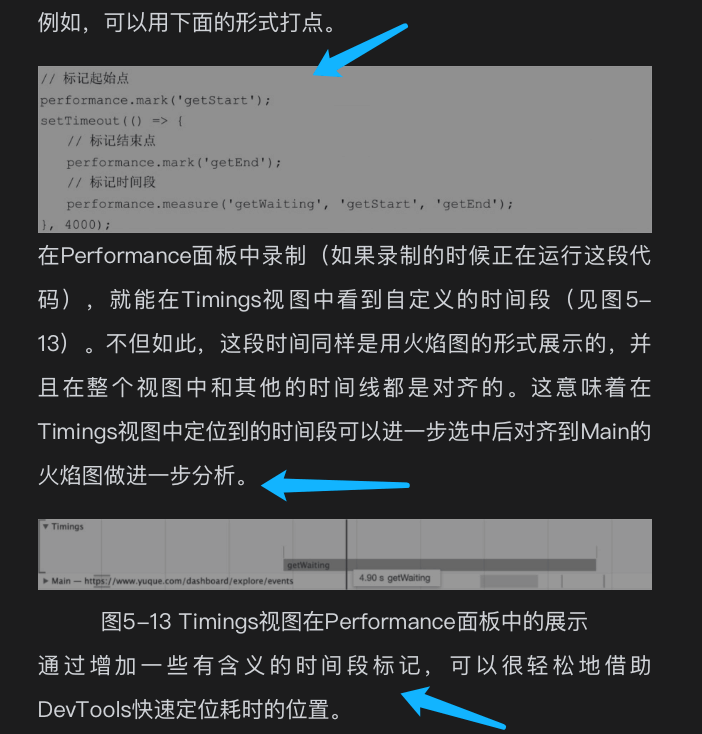 例如，可以用下面的形式打点。
// 标记起始点
performance.mark('getStart');
setTimeout(() => {
// 标记结束点
performance.mark('getEnd');
// 标记时间段
performance.measure('getWaiting', 'getStart', 'getEnd');
}, 4000);
在Performance面板中录制（如果录制的时候正在运行这段代
码），就能在Timings视图中看到自定义的时间段（见图5-
13）。不但如此，这段时间同样是用火焰图的形式展示的，并
且在整个视图中和其他的时间线都是对齐的。这意味着在
Timings视图中定位到的时间段可以进一步选中后对齐到Main的
火焰图做进一步分析。
▼ Timings
getWaiting
▶ Main — https://www.yuque.com/dashboard/explore/events
4.90 s getWaiting
图5-13 Timings视图在Performance面板中的展示
通过增加一些有含义的时间段标记，可以很轻松地借助
DevTools快速定位耗时的位置。